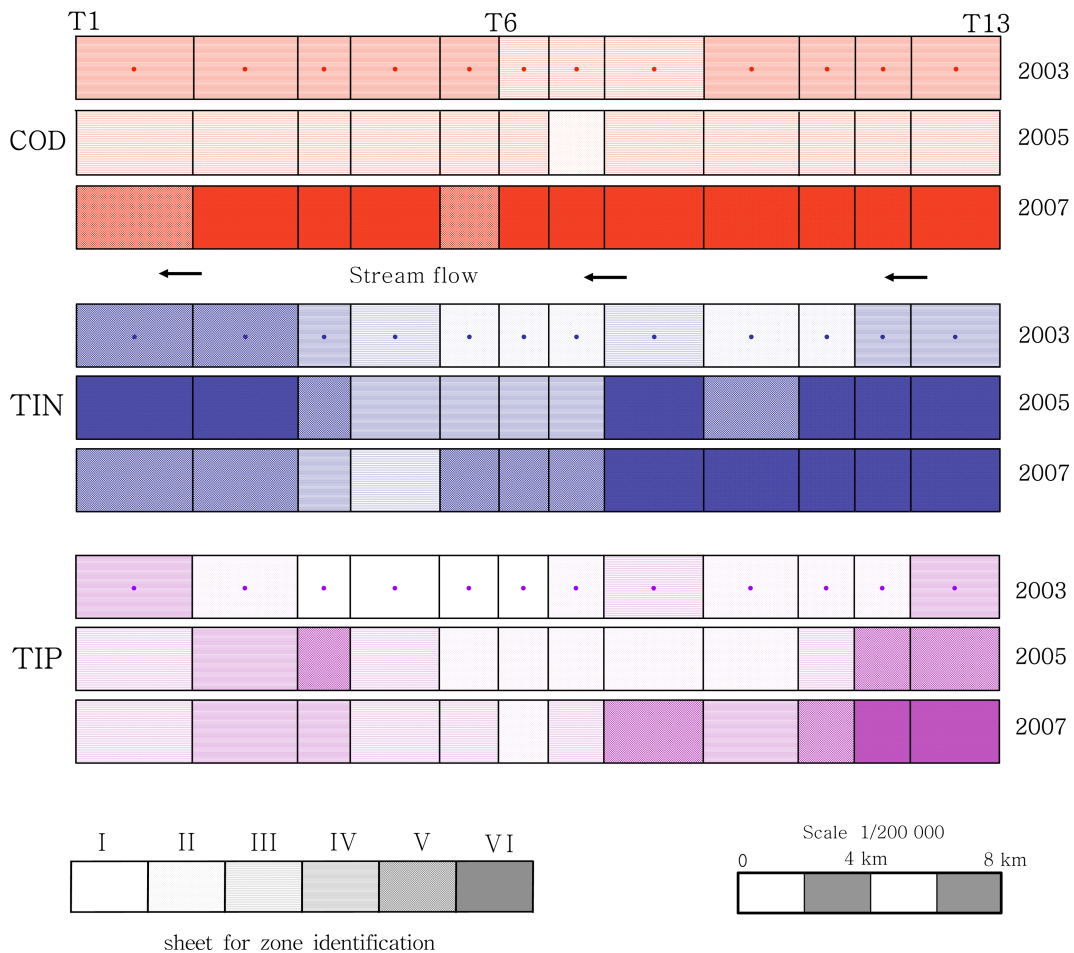 T1 T6 T13
2003
COD 2005
2007
Stream flow
2003
TIN 2005
2007
2003
TIP 2005
2007
I II III IV V VI
sheet for zone identification
Scale 1/200 000
0 4 km 8 km